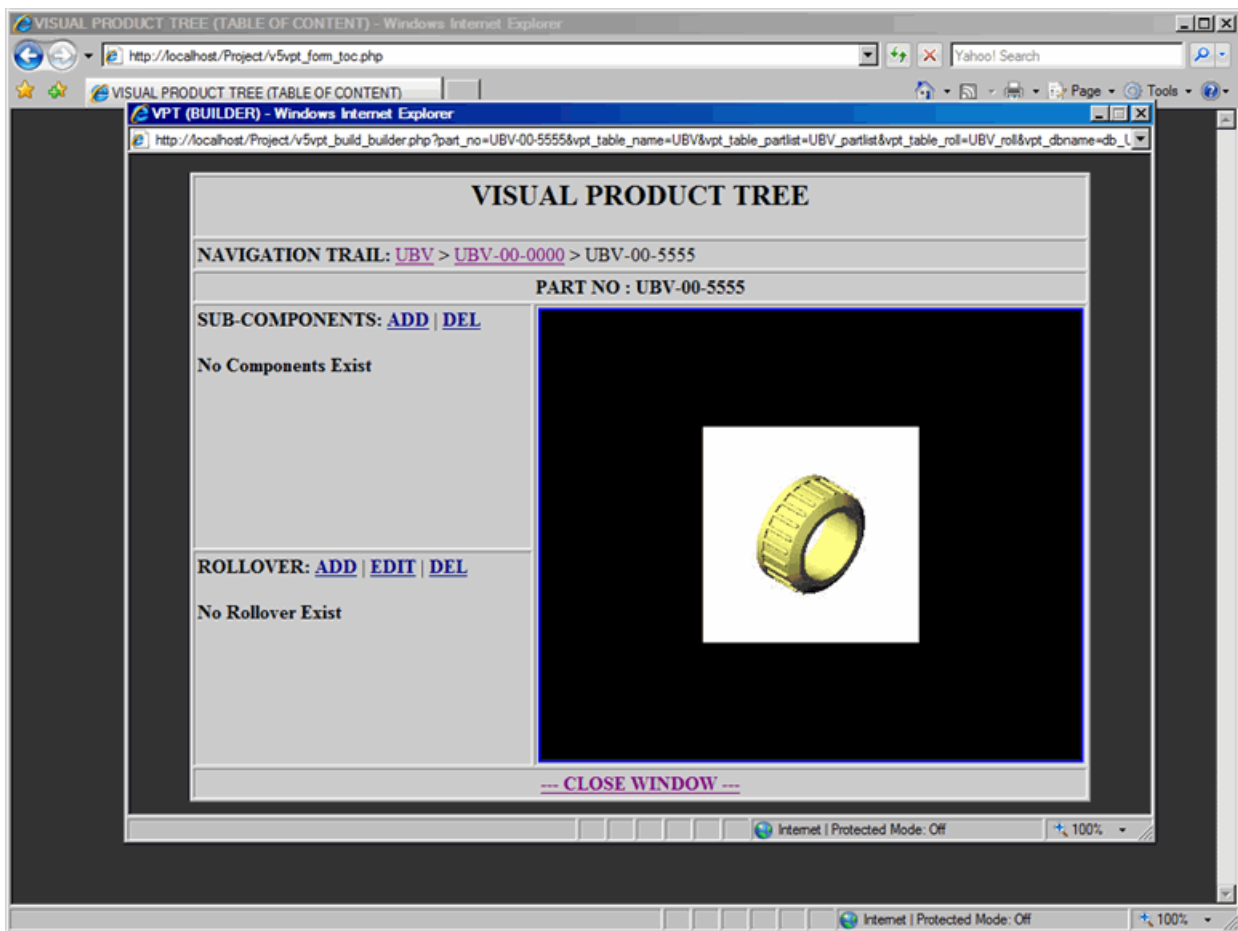 VISUAL PRODUCT TREE (TABLE OF CONTENT) - Windows Internet Explorer
http://localhost/Project/v5vpt_form_toc.php
Yahoo! Search
VISUAL PRODUCT TREE (TABLE OF CONTENT)
Page
Tools
VPT (BUILDER) - Windows Internet Explorer
http://localhost/Project/v5vpt_build_builder.php?part_no=UBV-00-5555&vpt_table_name=UBV&vpt_table_partlist=UBV_partlist&vpt_table_roll=UBV_roll&vpt_dbname=db_U
VISUAL PRODUCT TREE
NAVIGATION TRAIL: UBV > UBV-00-0000 > UBV-00-5555
PART NO : UBV-00-5555
SUB-COMPONENTS: ADD | DEL
No Components Exist
ROLLOVER: ADD | EDIT | DEL
No Rollover Exist
--- CLOSE WINDOW ---
Internet | Protected Mode: Off
100%
Internet | Protected Mode: Off
100%